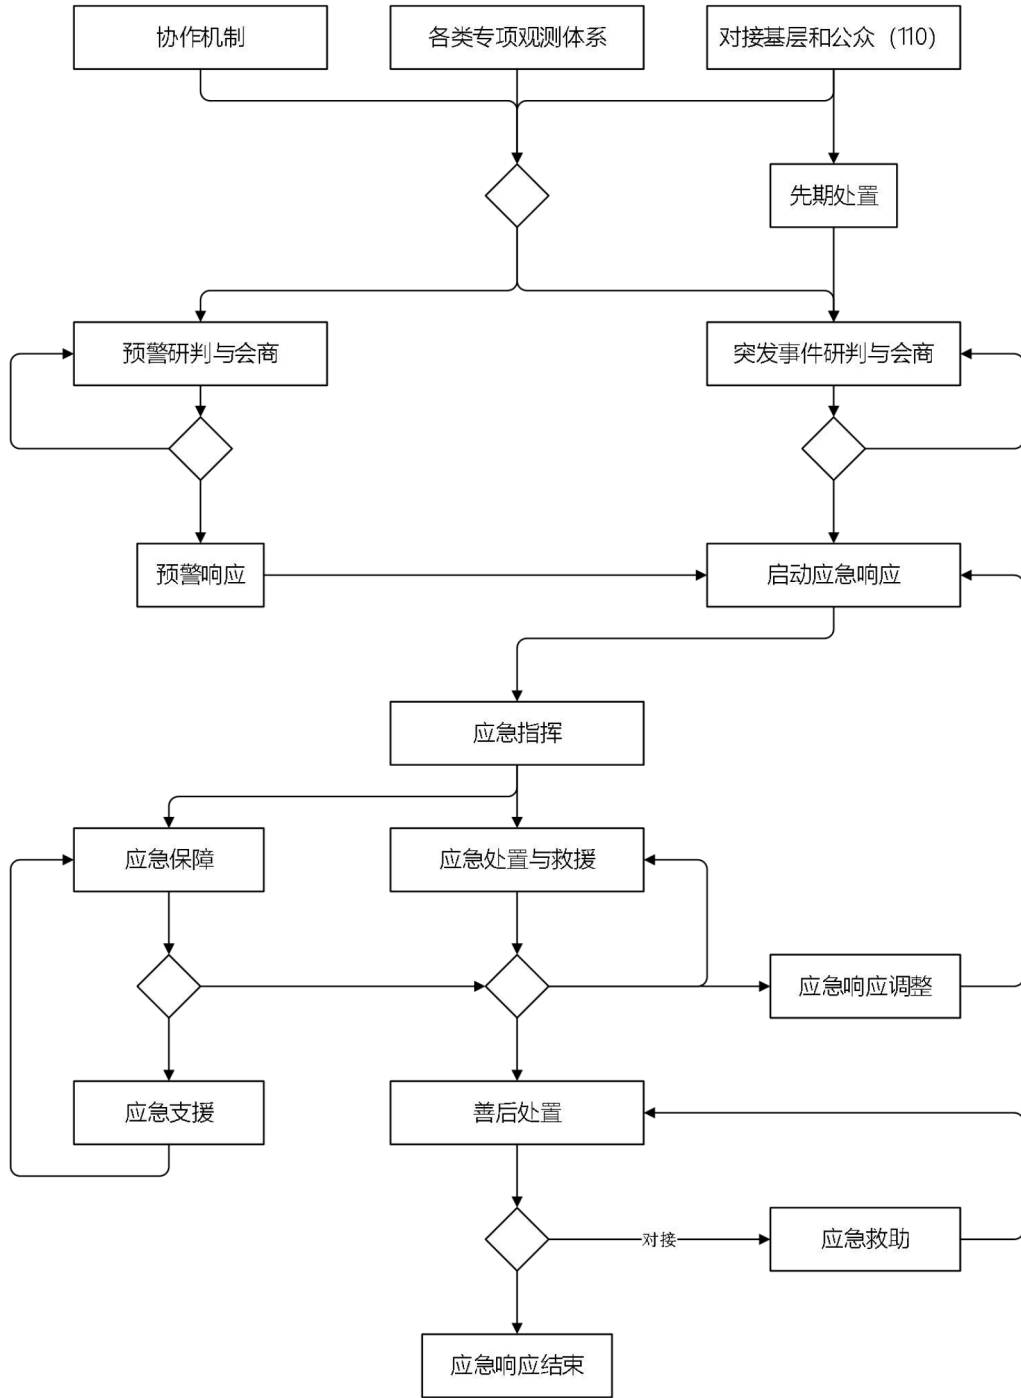 协作机制
各类专项观测体系
对接基层和公众（110）
先期处置
预警研判与会商
突发事件研判与会商
预警响应
启动应急响应
应急指挥
应急保障
应急处置与救援
应急响应调整
应急支援
善后处置
对接
应急救助
应急响应结束